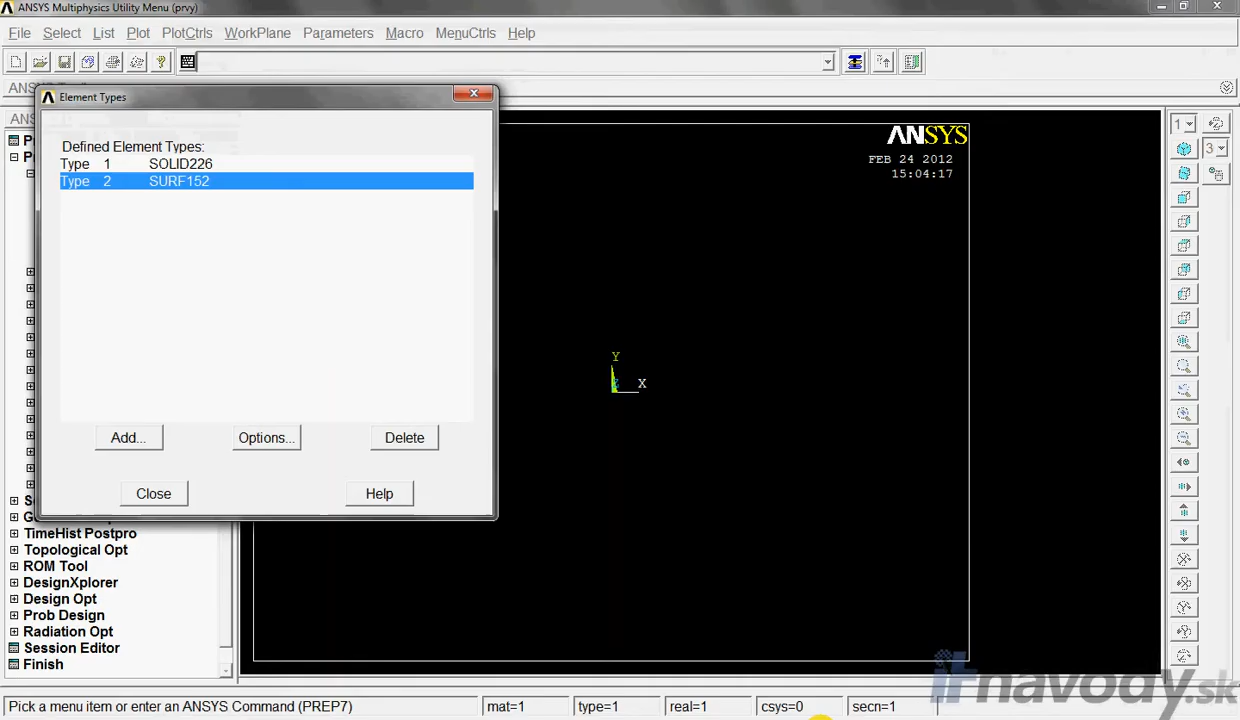 ANSYS Multiphysics Utility Menu (prvy)
File Select List Plot PlotCtrls WorkPlane Parameters Macro MenuCtrls Help
Element Types
Defined Element Types:
Type 1 SOLID226
Type 2 SURF152
Add... Options... Delete
Close Help
TimeHist Postpro
Topological Opt
ROM Tool
DesignXplorer
Design Opt
Prob Design
Radiation Opt
Session Editor
Finish
ANSYS
FEB 24 2012
15:04:17
Y
X
1
3
itnavody.sk
Pick a menu item or enter an ANSYS Command (PREP7) mat=1 type=1 real=1 csys=0 secn=1